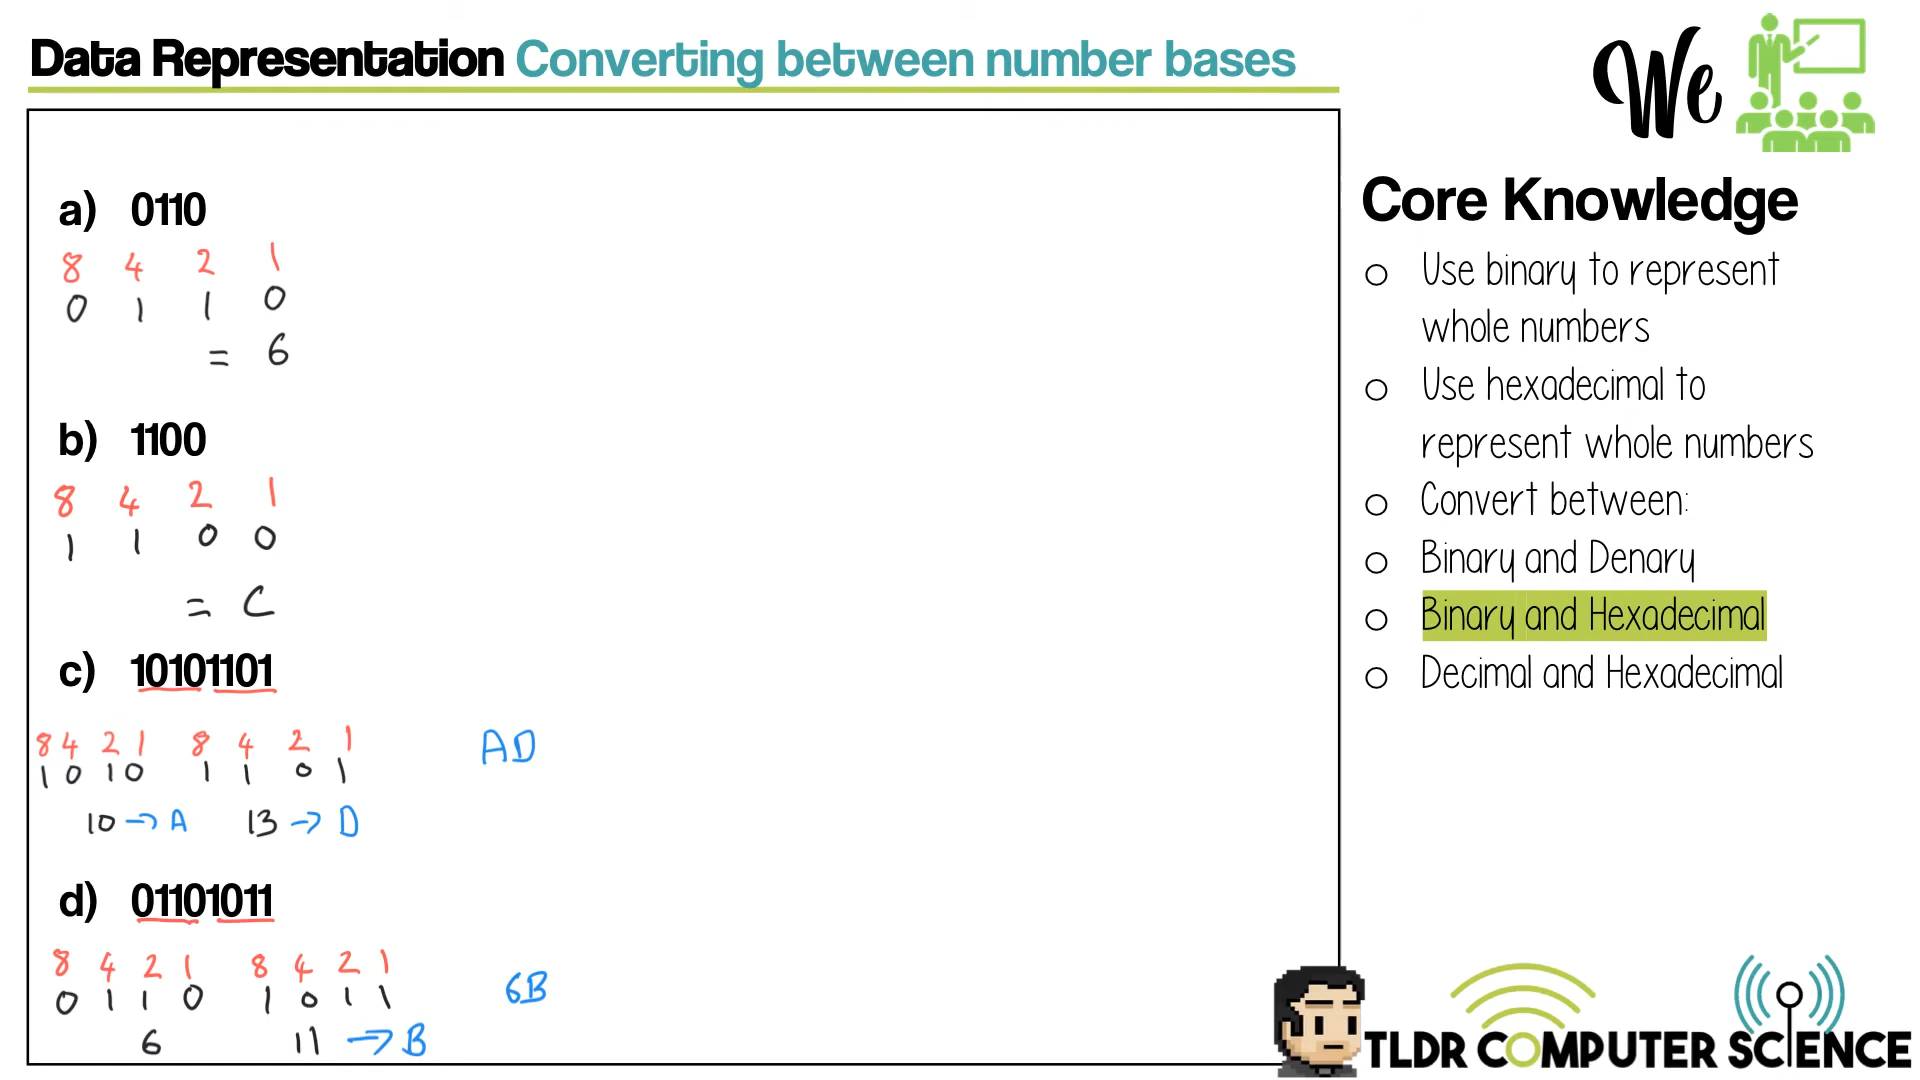 Data Representation Converting between number bases
We
a) 0110
8 4 2 1
0 1 1 0
= 6
b) 1100
8 4 2 1
1 1 0 0
= C
c) 10101101
8 4 2 1 8 4 2 1
1 0 1 0 1 1 0 1
AD
10 → A 13 → D
d) 01101011
8 4 2 1 8 4 2 1
0 1 1 0 1 0 1 1
6B
6 11 → B
Core Knowledge
○ Use binary to represent
whole numbers
○ Use hexadecimal to
represent whole numbers
○ Convert between:
○ Binary and Denary
○ Binary and Hexadecimal
○ Decimal and Hexadecimal
TLDR COMPUTER SCIENCE